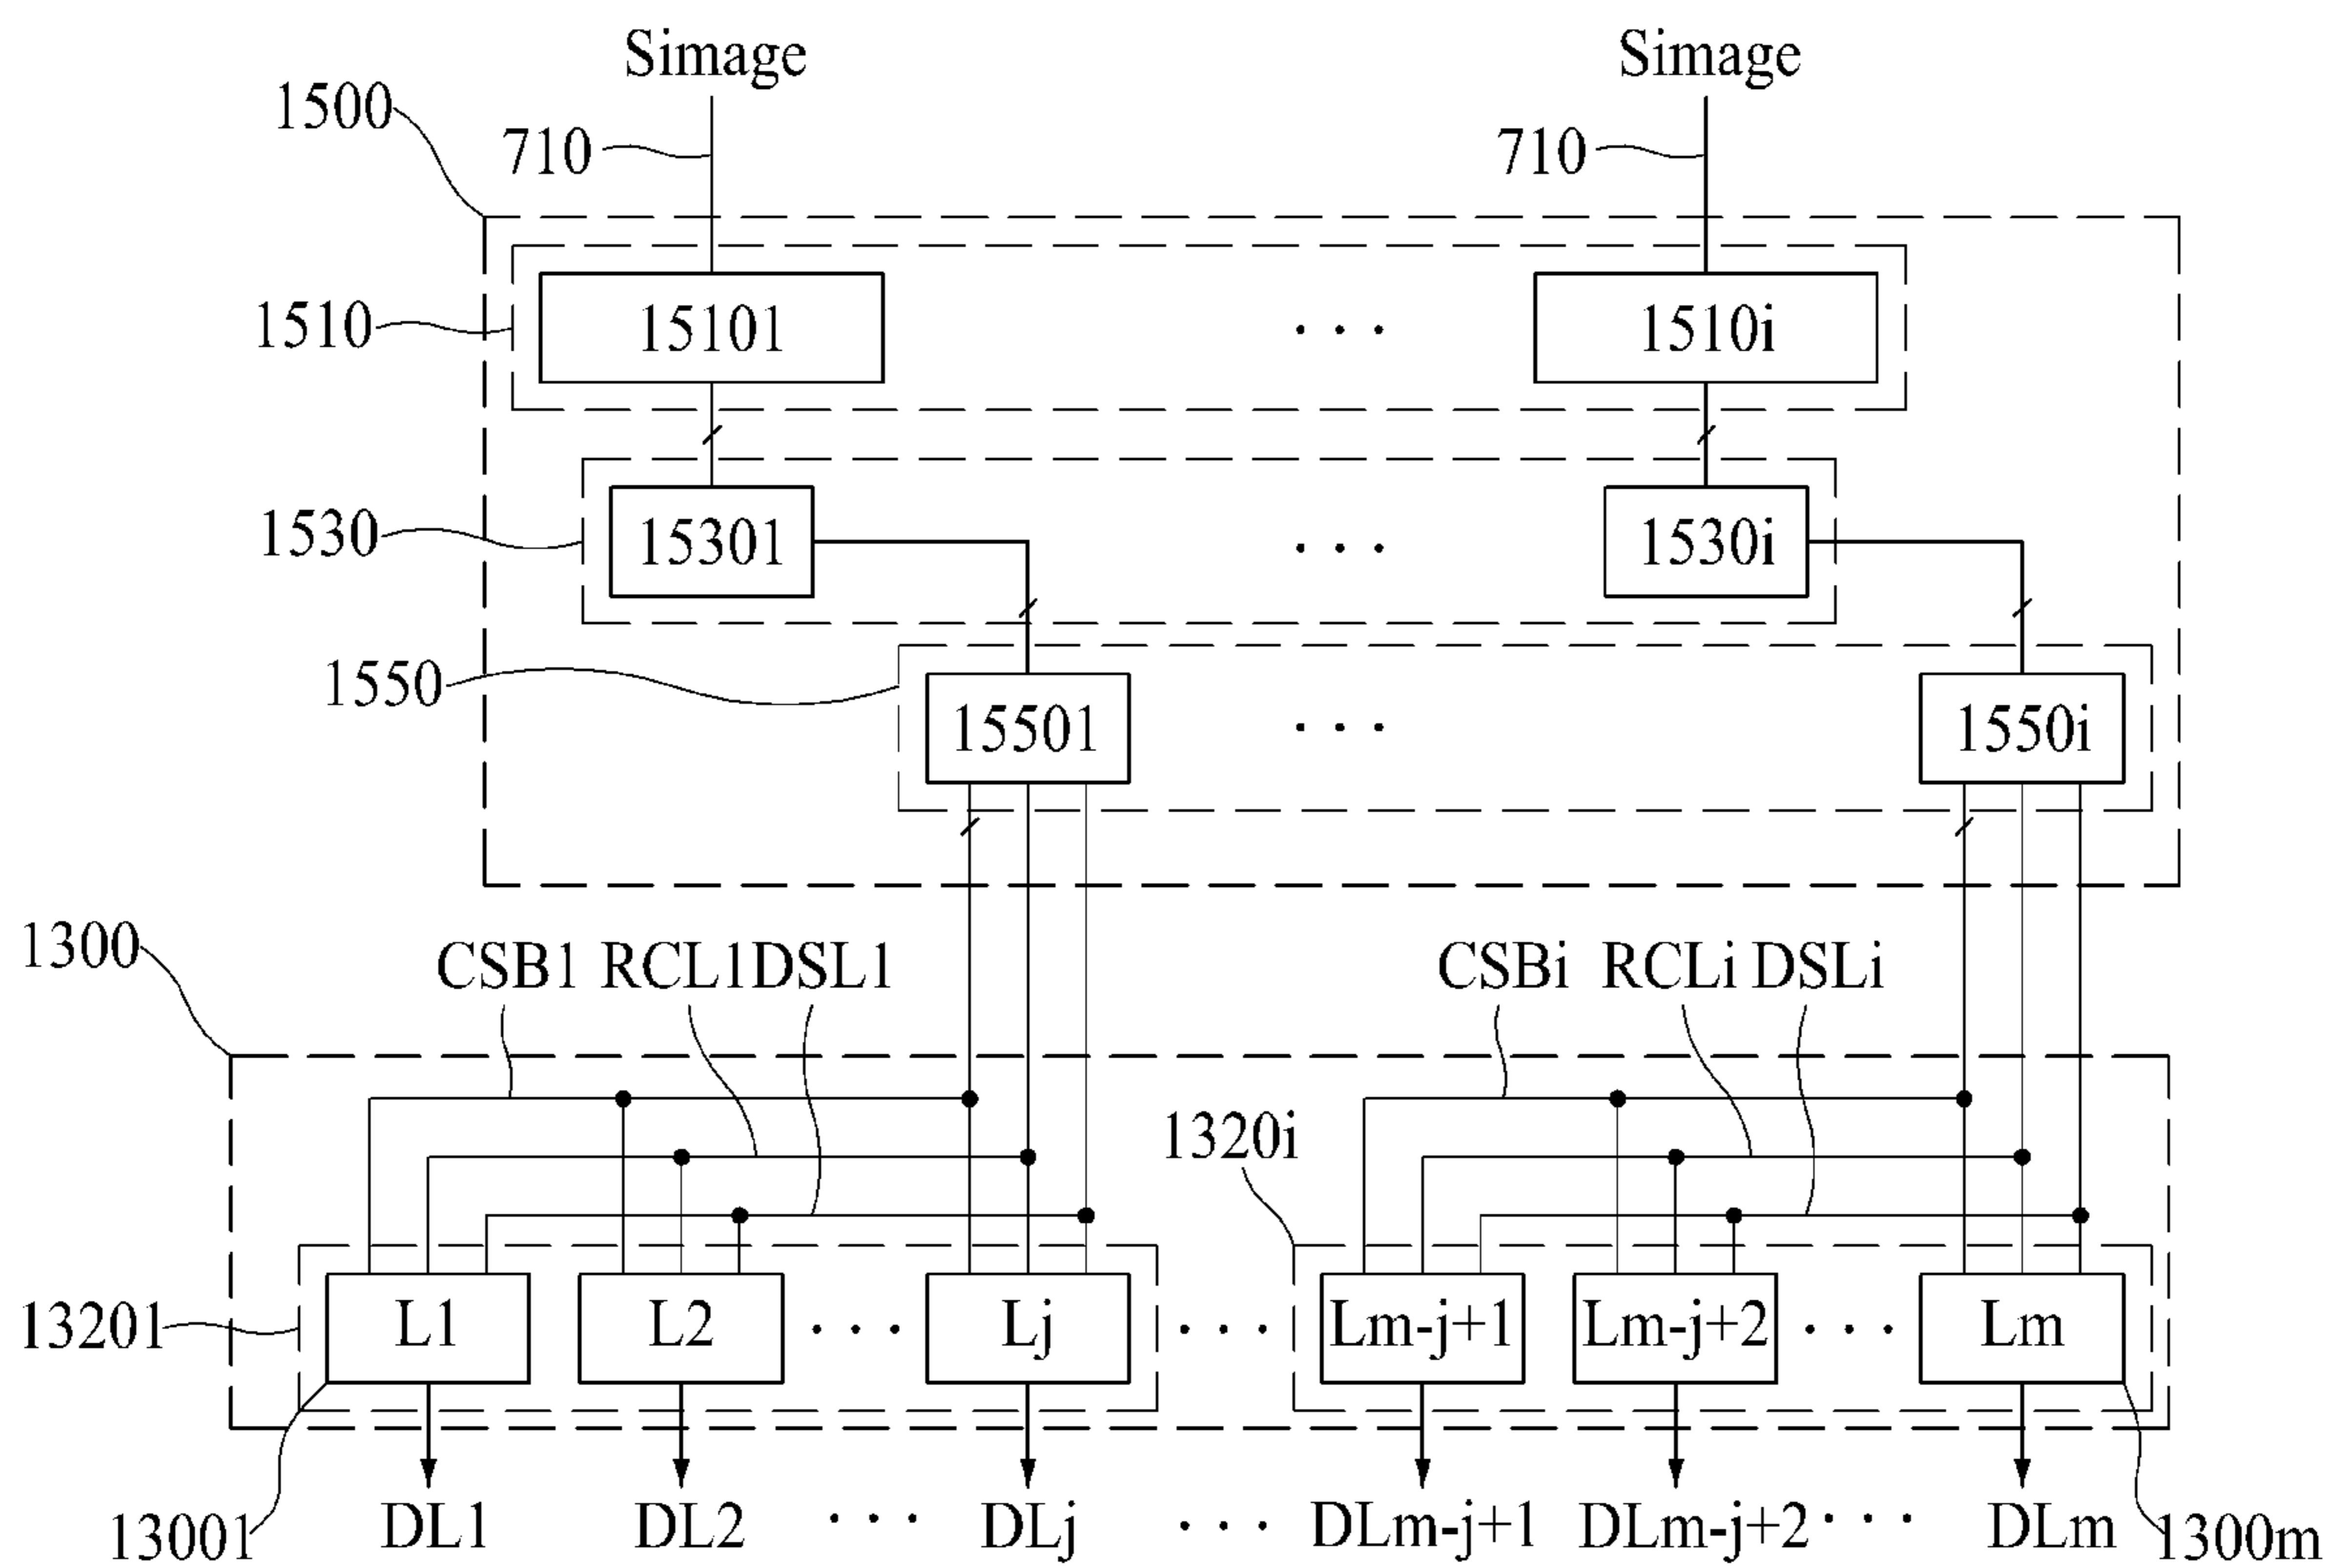 Simage Simage
1500
710 710
1510 15101 . . . 1510i
1530 15301 . . . 1530i
1550 15501 . . . 1550i
1300 CSB1 RCL1 DSL1 CSBi RCLi DSLi
1320i
13201 L1 L2 . . . Lj . . . Lm-j+1 Lm-j+2 . . . Lm
13001 DL1 DL2 . . . DLj . . . DLm-j+1 DLm-j+2 . . . DLm 1300m